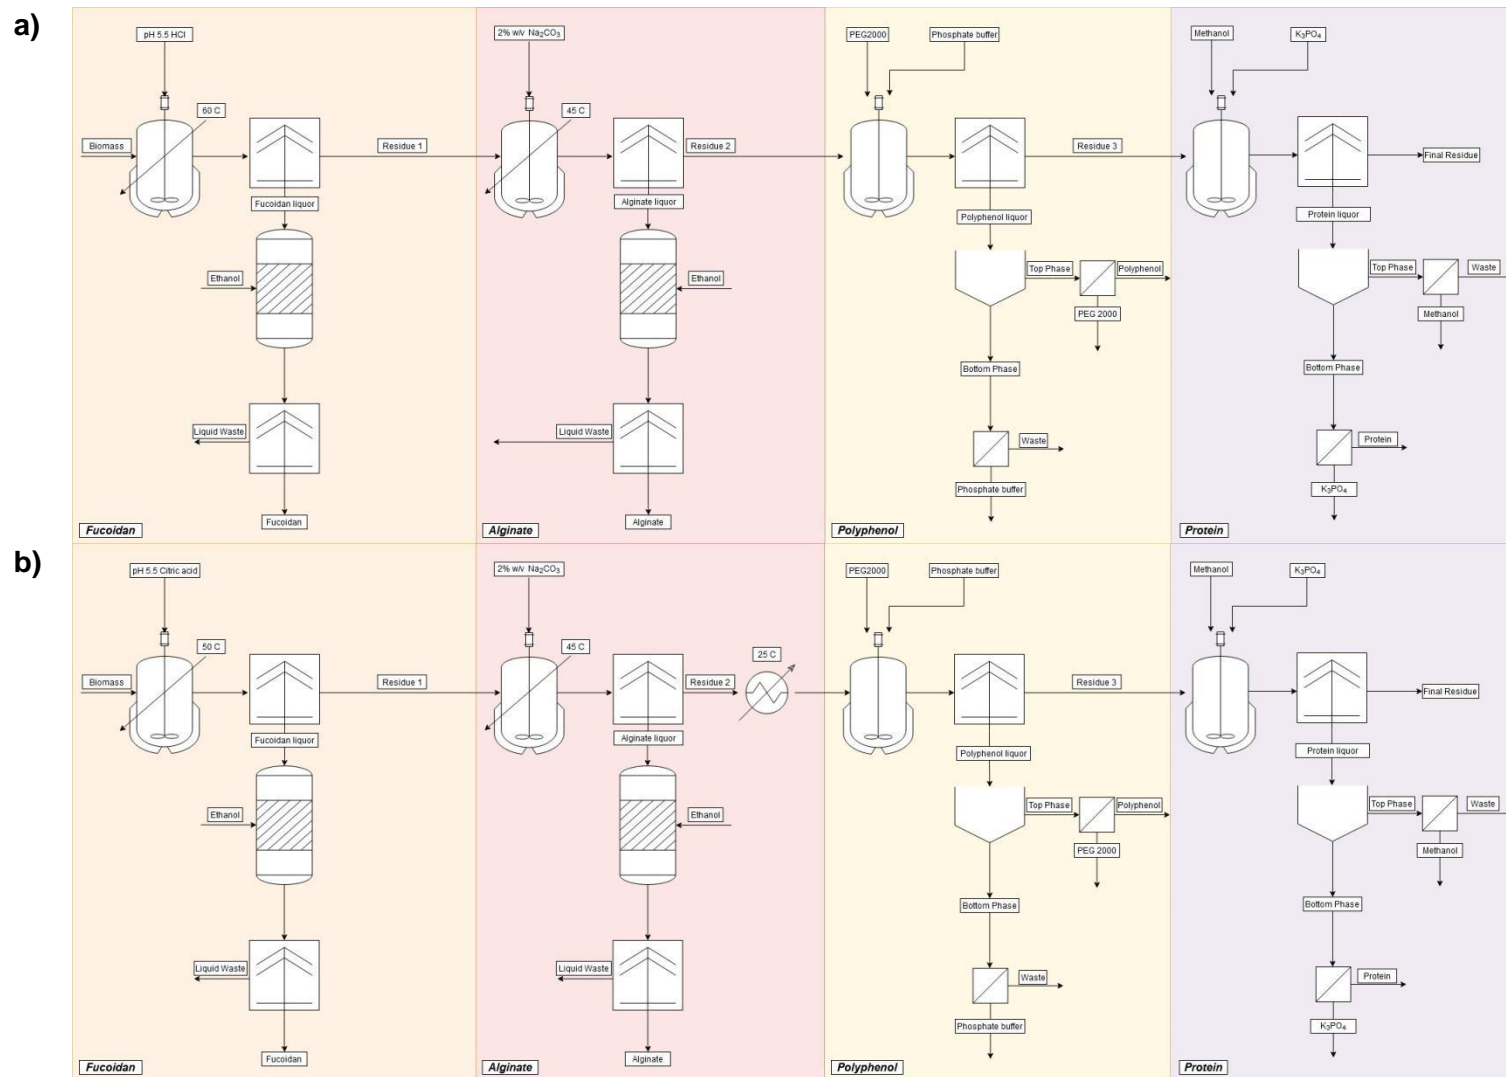 a)
pH 5.5 HCl
2% w/v Na₂CO₃
PEG2000
Phosphate buffer
Methanol
K₃PO₄
60 C
45 C
Biomass
Residue 1
Residue 2
Residue 3
Final Residue
Fucoidan liquor
Alginate liquor
Polyphenol liquor
Protein liquor
Ethanol
Ethanol
Top Phase
Polyphenol
Top Phase
Waste
PEG 2000
Methanol
Bottom Phase
Bottom Phase
Liquid Waste
Liquid Waste
Waste
Protein
Phosphate buffer
K₃PO₄
Fucoidan
Alginate
Fucoidan
Alginate
Polyphenol
Protein
b)
pH 5.5 Citric acid
2% w/v Na₂CO₃
PEG2000
Phosphate buffer
Methanol
K₃PO₄
50 C
45 C
25 C
Biomass
Residue 1
Residue 2
Residue 3
Final Residue
Fucoidan liquor
Alginate liquor
Polyphenol liquor
Protein liquor
Ethanol
Ethanol
Top Phase
Polyphenol
Top Phase
Waste
PEG 2000
Methanol
Bottom Phase
Bottom Phase
Liquid Waste
Liquid Waste
Waste
Protein
Phosphate buffer
K₃PO₄
Fucoidan
Alginate
Fucoidan
Alginate
Polyphenol
Protein